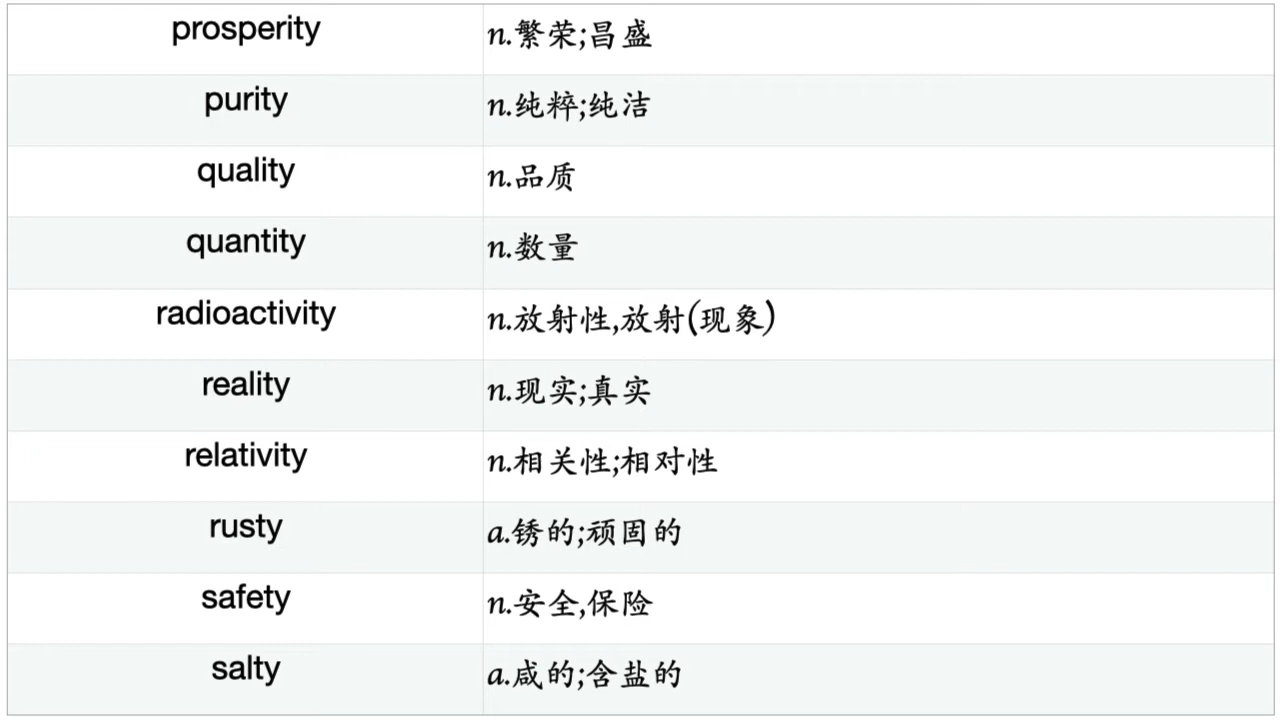 prosperity n.繁荣;昌盛
purity n.纯粹;纯洁
quality n.品质
quantity n.数量
radioactivity n.放射性,放射(现象)
reality n.现实;真实
relativity n.相关性;相对性
rusty a.锈的;顽固的
safety n.安全,保险
salty a.咸的;含盐的